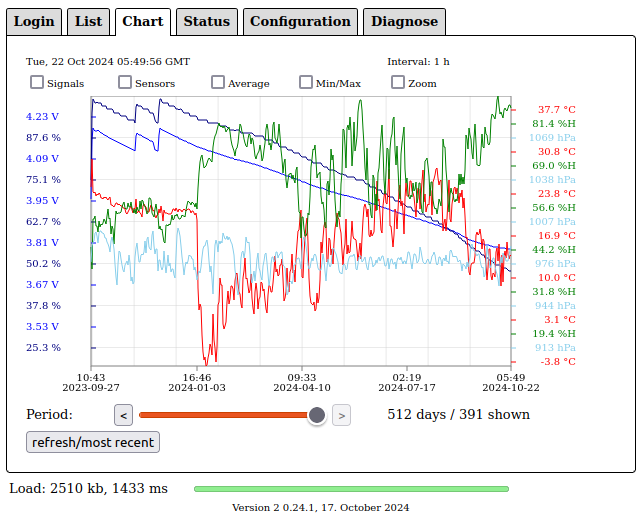 Login List Chart Status Configuration Diagnose
Tue, 22 Oct 2024 05:49:56 GMT Interval: 1 h
Signals Sensors Average Min/Max Zoom
37.7 °C
4.23 V 81.4 %H
1069 hPa
87.6 % 30.8 °C
4.09 V 69.0 %H
75.1 % 1038 hPa
23.8 °C
3.95 V 56.6 %H
62.7 % 1007 hPa
16.9 °C
3.81 V 44.2 %H
50.2 % 976 hPa
10.0 °C
3.67 V 31.8 %H
37.8 % 944 hPa
3.1 °C
3.53 V 19.4 %H
25.3 % 913 hPa
-3.8 °C
10:43 16:46 09:33 02:19 05:49
2023-09-27 2024-01-03 2024-04-10 2024-07-17 2024-10-22
Period: < > 512 days / 391 shown
refresh/most recent
Load: 2510 kb, 1433 ms
Version 2 0.24.1, 17. October 2024